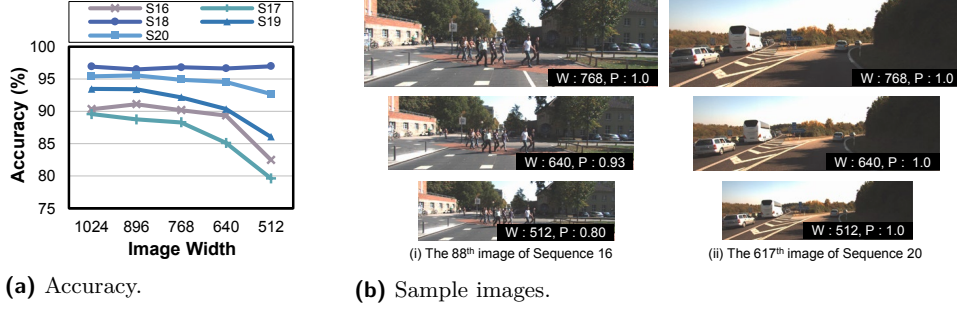 S16
S17
S18
S19
S20
Accuracy (%)
100
95
90
85
80
75
1024 896 768 640 512
Image Width
(a) Accuracy.
W : 768, P : 1.0
W : 640, P : 0.93
W : 512, P : 0.80
(i) The 88th image of Sequence 16
W : 768, P : 1.0
W : 640, P : 1.0
W : 512, P : 1.0
(ii) The 617th image of Sequence 20
(b) Sample images.